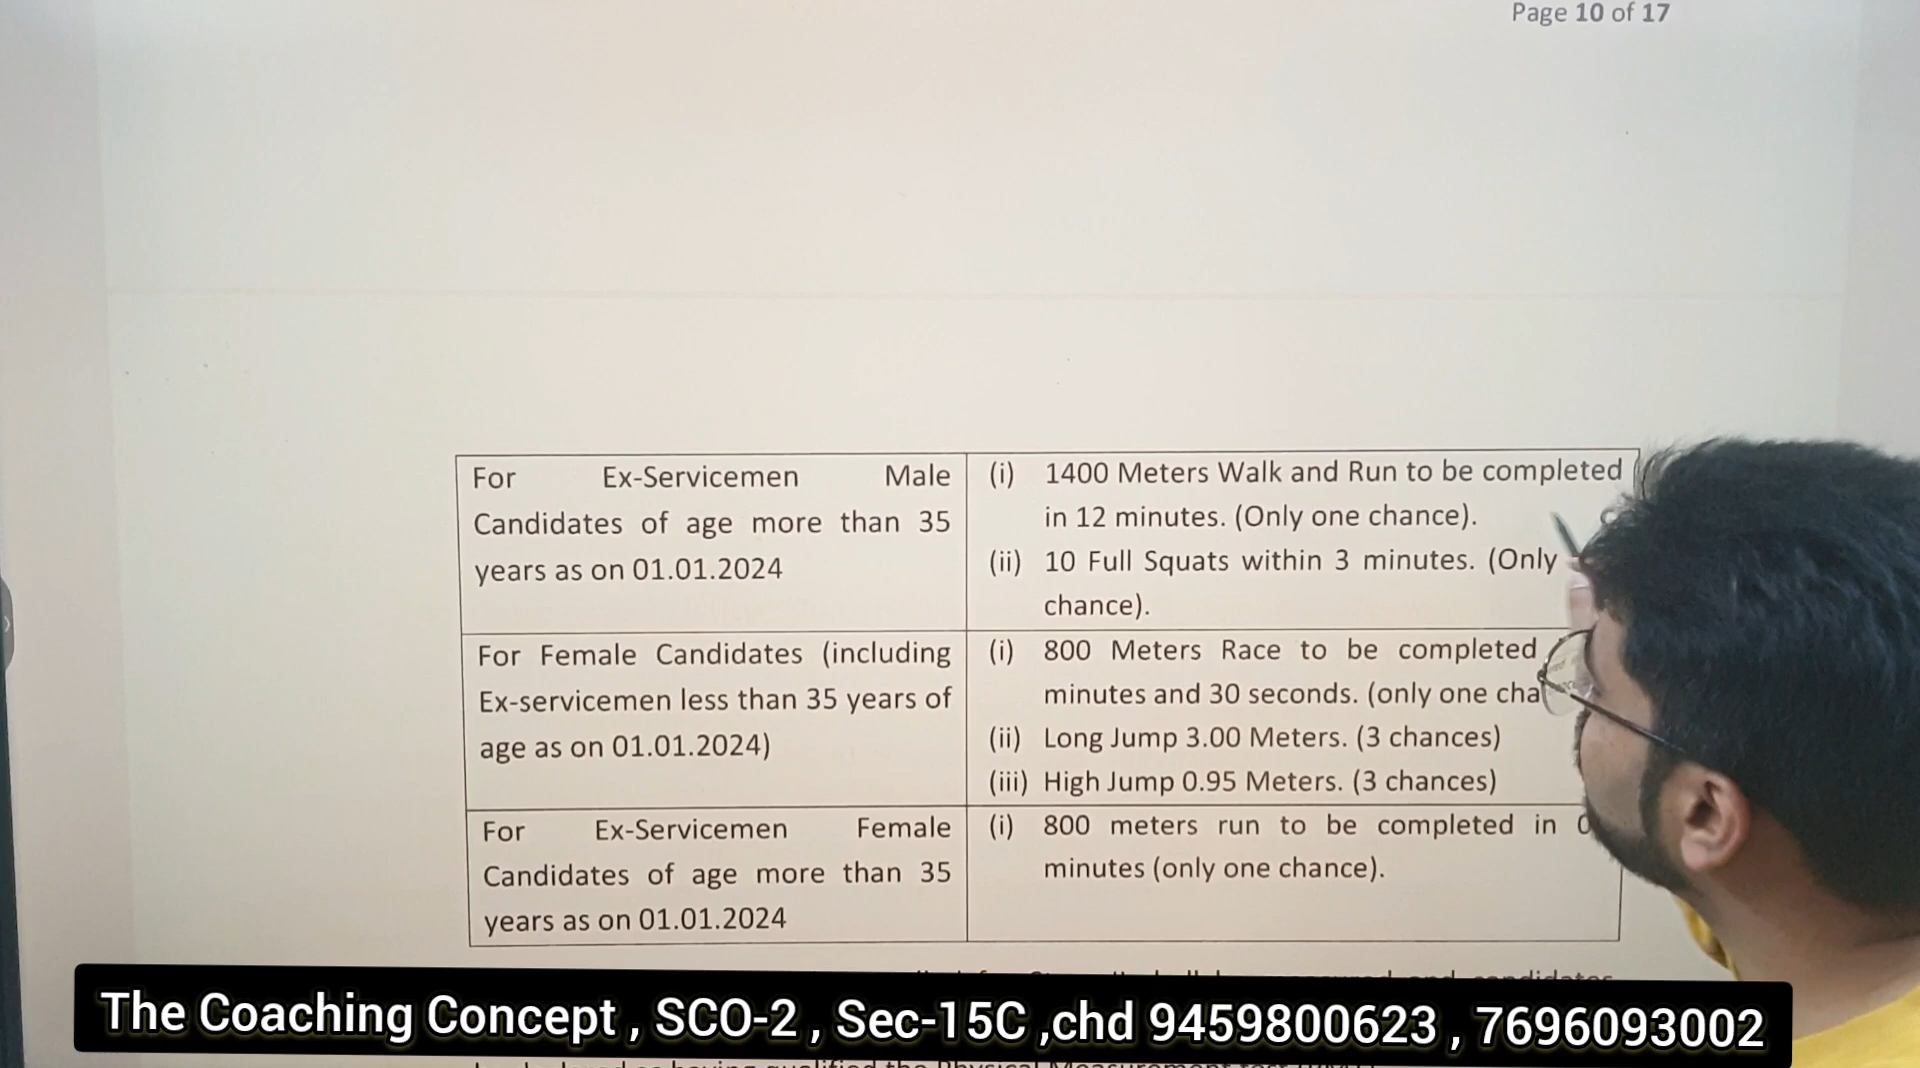 Page 10 of 17
For Ex-Servicemen Male
Candidates of age more than 35
years as on 01.01.2024
(i) 1400 Meters Walk and Run to be completed
in 12 minutes. (Only one chance).
(ii) 10 Full Squats within 3 minutes. (Only
chance).
For Female Candidates (including
Ex-servicemen less than 35 years of
age as on 01.01.2024)
(i) 800 Meters Race to be completed
minutes and 30 seconds. (only one
(ii) Long Jump 3.00 Meters. (3 chances)
(iii) High Jump 0.95 Meters. (3 chances)
For Ex-Servicemen Female
Candidates of age more than 35
years as on 01.01.2024
(i) 800 meters run to be completed in
minutes (only one chance).
The Coaching Concept , SCO-2 , Sec-15C ,chd 9459800623 , 7696093002